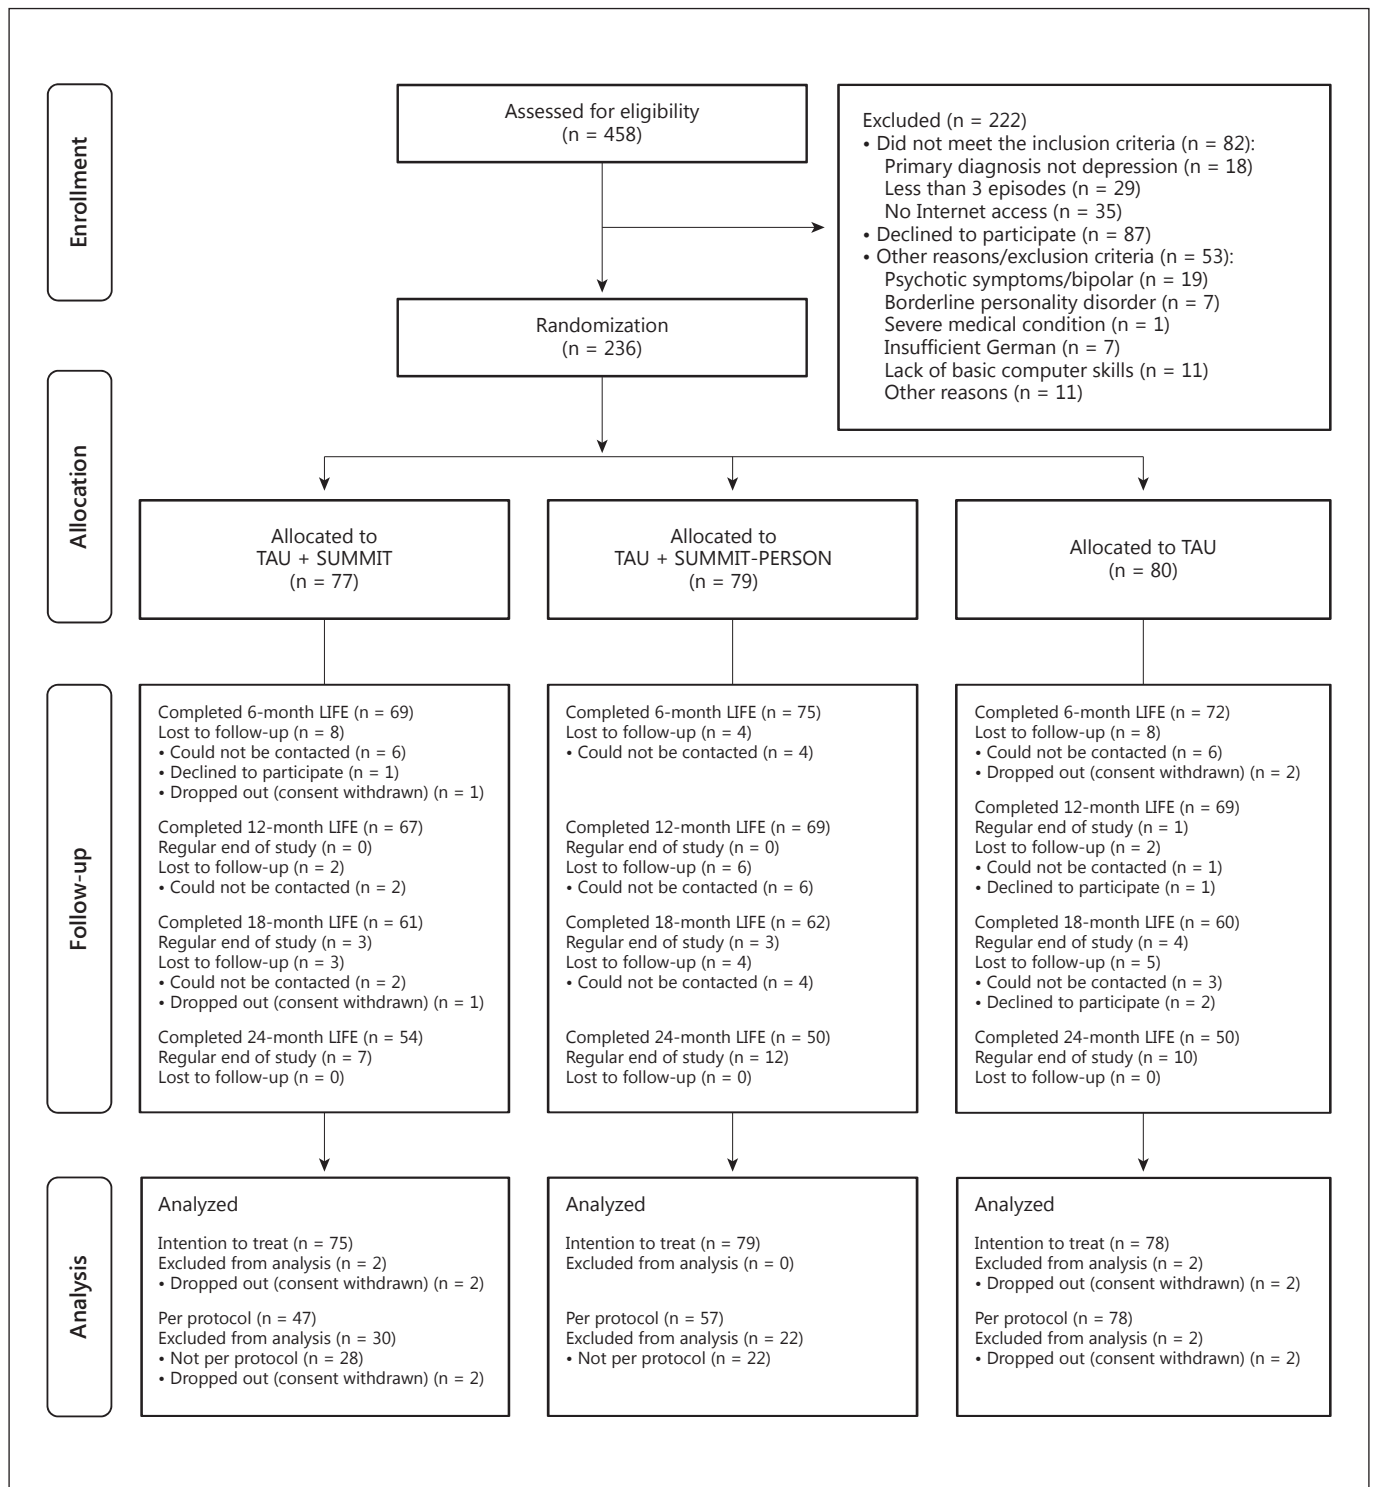 Enrollment
Assessed for eligibility
(n = 458)
Excluded (n = 222)
• Did not meet the inclusion criteria (n = 82):
Primary diagnosis not depression (n = 18)
Less than 3 episodes (n = 29)
No Internet access (n = 35)
• Declined to participate (n = 87)
• Other reasons/exclusion criteria (n = 53):
Psychotic symptoms/bipolar (n = 19)
Borderline personality disorder (n = 7)
Severe medical condition (n = 1)
Insufficient German (n = 7)
Lack of basic computer skills (n = 11)
Other reasons (n = 11)
Randomization
(n = 236)
Allocation
Allocated to
TAU + SUMMIT
(n = 77)
Allocated to
TAU + SUMMIT-PERSON
(n = 79)
Allocated to TAU
(n = 80)
Follow-up
Completed 6-month LIFE (n = 69)
Lost to follow-up (n = 8)
• Could not be contacted (n = 6)
• Declined to participate (n = 1)
• Dropped out (consent withdrawn) (n = 1)
Completed 12-month LIFE (n = 67)
Regular end of study (n = 0)
Lost to follow-up (n = 2)
• Could not be contacted (n = 2)
Completed 18-month LIFE (n = 61)
Regular end of study (n = 3)
Lost to follow-up (n = 3)
• Could not be contacted (n = 2)
• Dropped out (consent withdrawn) (n = 1)
Completed 24-month LIFE (n = 54)
Regular end of study (n = 7)
Lost to follow-up (n = 0)
Completed 6-month LIFE (n = 75)
Lost to follow-up (n = 4)
• Could not be contacted (n = 4)
Completed 12-month LIFE (n = 69)
Regular end of study (n = 0)
Lost to follow-up (n = 6)
• Could not be contacted (n = 6)
Completed 18-month LIFE (n = 62)
Regular end of study (n = 3)
Lost to follow-up (n = 4)
• Could not be contacted (n = 4)
Completed 24-month LIFE (n = 50)
Regular end of study (n = 12)
Lost to follow-up (n = 0)
Completed 6-month LIFE (n = 72)
Lost to follow-up (n = 8)
• Could not be contacted (n = 6)
• Dropped out (consent withdrawn) (n = 2)
Completed 12-month LIFE (n = 69)
Regular end of study (n = 1)
Lost to follow-up (n = 2)
• Could not be contacted (n = 1)
• Declined to participate (n = 1)
Completed 18-month LIFE (n = 60)
Regular end of study (n = 4)
Lost to follow-up (n = 5)
• Could not be contacted (n = 3)
• Declined to participate (n = 2)
Completed 24-month LIFE (n = 50)
Regular end of study (n = 10)
Lost to follow-up (n = 0)
Analysis
Analyzed
Intention to treat (n = 75)
Excluded from analysis (n = 2)
• Dropped out (consent withdrawn) (n = 2)
Per protocol (n = 47)
Excluded from analysis (n = 30)
• Not per protocol (n = 28)
• Dropped out (consent withdrawn) (n = 2)
Analyzed
Intention to treat (n = 79)
Excluded from analysis (n = 0)
Per protocol (n = 57)
Excluded from analysis (n = 22)
• Not per protocol (n = 22)
Analyzed
Intention to treat (n = 78)
Excluded from analysis (n = 2)
• Dropped out (consent withdrawn) (n = 2)
Per protocol (n = 78)
Excluded from analysis (n = 2)
• Dropped out (consent withdrawn) (n = 2)